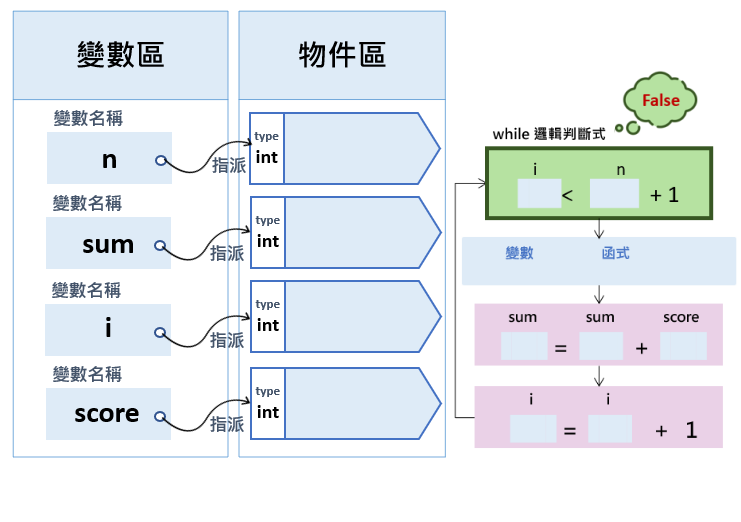 變數區
變數名稱
n
變數名稱
sum
變數名稱
i
變數名稱
score
指派
指派
指派
指派
物件區
type
int
type
int
type
int
type
int
False
while 邏輯判斷式
i n
< + 1
變數 函式
sum sum score
= +
i i
= + 1